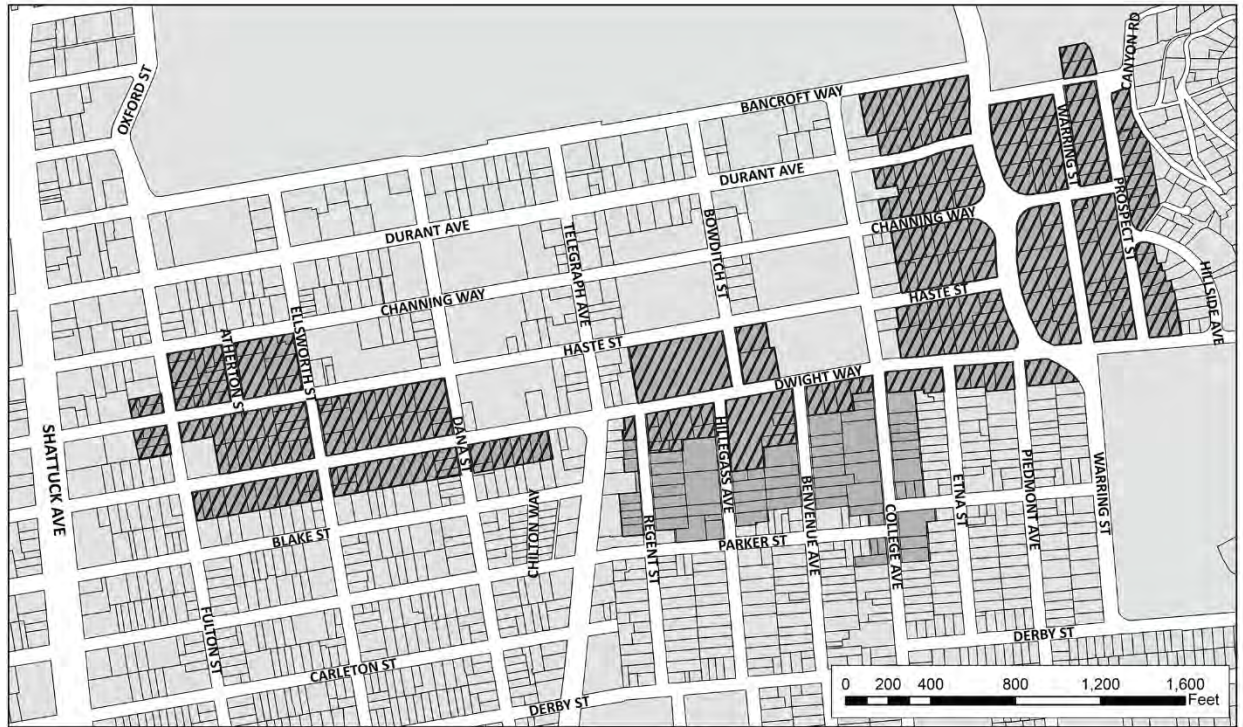 OXFORD ST
CANYON RD
BANCROFT WAY
WARRING ST
DURANT AVE
PROSPECT ST
BOWDITCH ST
CHANNING WAY
TELEGRAPH AVE
DURANT AVE
HILLSIDE AVE
HASTE ST
CHANNING WAY
ELLSWORTH ST
ATHERTON ST
HASTE ST
DWIGHT WAY
DANA ST
SHATTUCK AVE
HILLEGASS AVE
BENVENUE AVE
COLLEGE AVE
ETNA ST
PIEDMONT AVE
WARRING ST
CHILTON WAY
REGENT ST
BLAKE ST
PARKER ST
FULTON ST
DERBY ST
CARLETON ST
DERBY ST
0 200 400 800 1,200 1,600
Feet